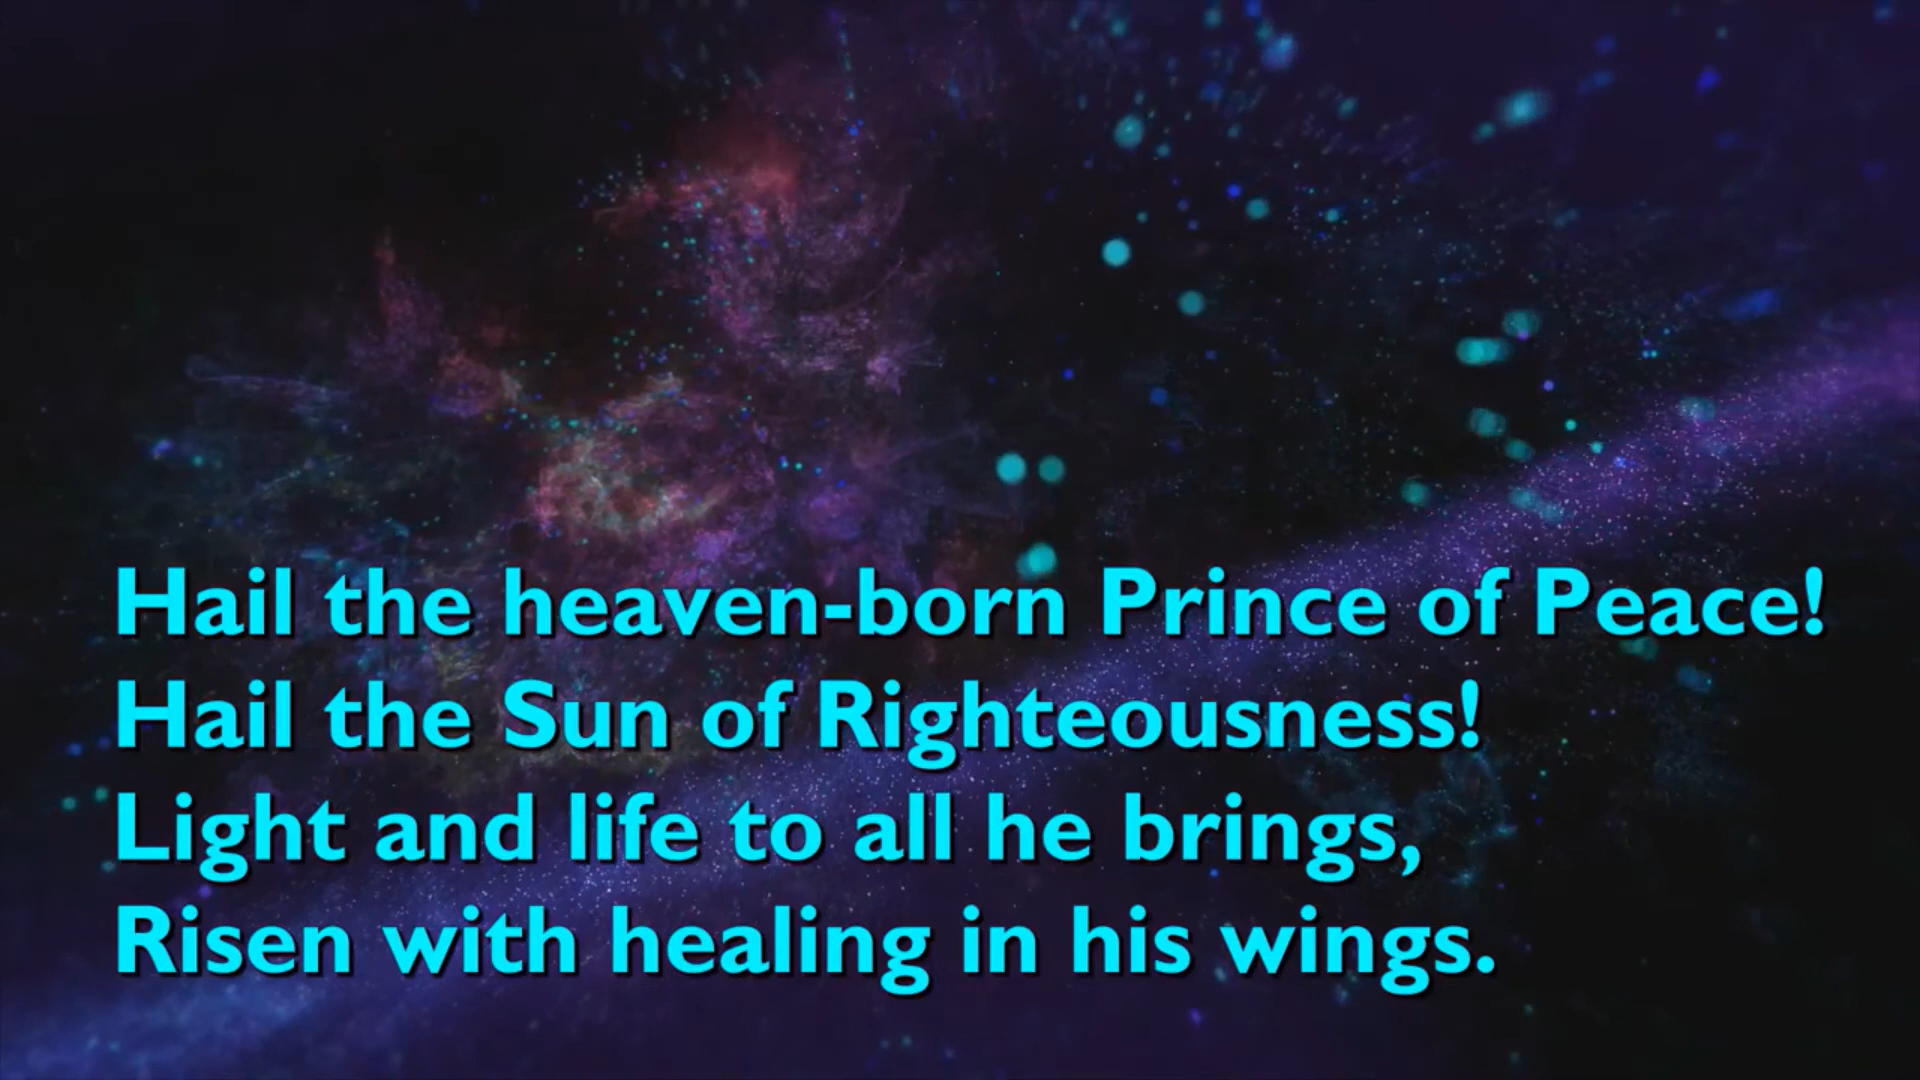 Hail the heaven-born Prince of Peace!
Hail the Sun of Righteousness!
Light and life to all he brings,
Risen with healing in his wings.